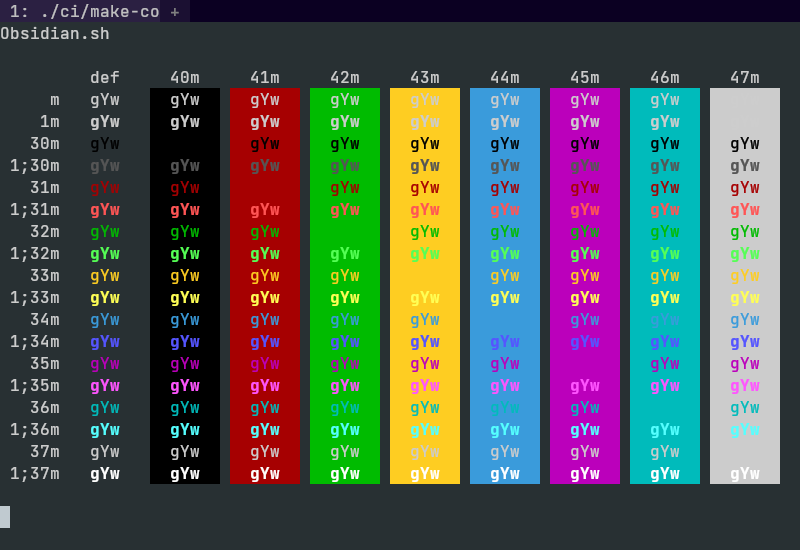 1: ./ci/make-co +
Obsidian.sh
def 40m 41m 42m 43m 44m 45m 46m 47m
m gYw gYw gYw gYw gYw gYw gYw gYw
1m gYw gYw gYw gYw gYw gYw gYw gYw
30m gYw gYw gYw gYw gYw gYw gYw gYw
1;30m gYw gYw gYw gYw gYw gYw gYw gYw gYw
31m gYw gYw gYw gYw gYw gYw gYw gYw
1;31m gYw gYw gYw gYw gYw gYw gYw gYw gYw
32m gYw gYw gYw gYw gYw gYw gYw gYw
1;32m gYw gYw gYw gYw gYw gYw gYw gYw gYw
33m gYw gYw gYw gYw gYw gYw gYw gYw
1;33m gYw gYw gYw gYw gYw gYw gYw gYw gYw
34m gYw gYw gYw gYw gYw gYw gYw gYw
1;34m gYw gYw gYw gYw gYw gYw gYw gYw gYw
35m gYw gYw gYw gYw gYw gYw gYw gYw
1;35m gYw gYw gYw gYw gYw gYw gYw gYw gYw
36m gYw gYw gYw gYw gYw gYw gYw gYw
1;36m gYw gYw gYw gYw gYw gYw gYw gYw gYw
37m gYw gYw gYw gYw gYw gYw gYw gYw
1;37m gYw gYw gYw gYw gYw gYw gYw gYw gYw